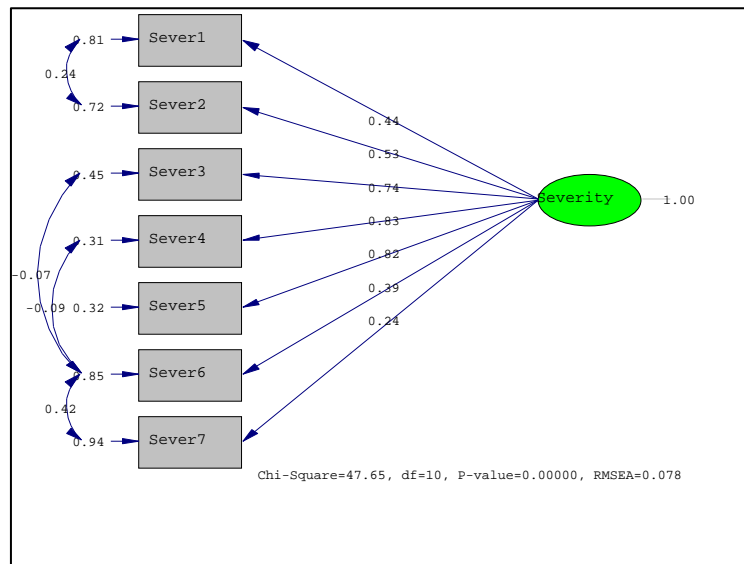 0.81
Sever1
0.24
0.72
Sever2
0.44
0.53
0.45
Sever3
0.74
Severity
1.00
0.83
0.31
Sever4
0.82
-0.07
-0.09
0.32
Sever5
0.39
0.24
0.85
Sever6
0.42
0.94
Sever7
Chi-Square=47.65, df=10, P-value=0.00000, RMSEA=0.078